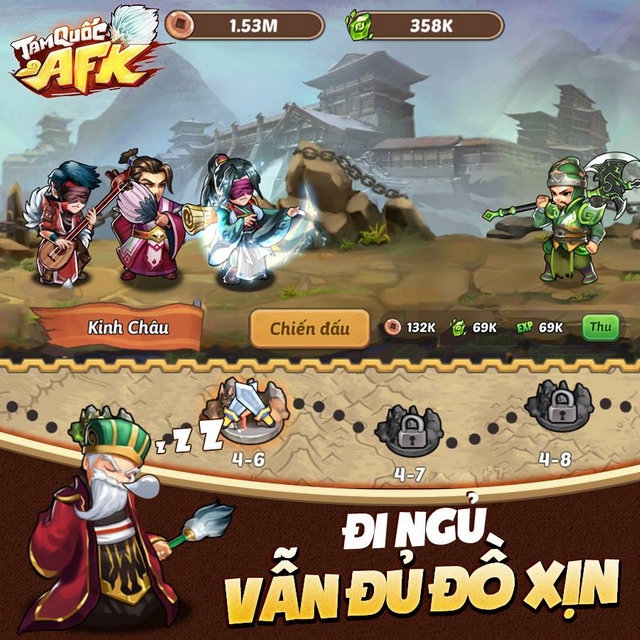 TAM QUỐC
AFK
1.53M
358K
Kinh Châu
Chiến đấu
132K
69K
EXP 69K
Thu
z Z Z
4-6
4-7
4-8
ĐI NGỦ
VẪN ĐỦ ĐỒ XỊN